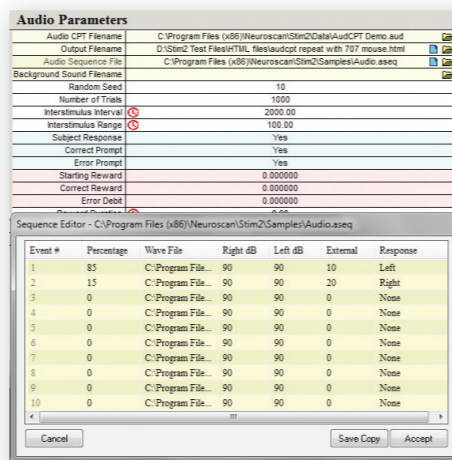 Audio Parameters
Audio CPT Filename C:\Program Files (x86)\Neuroscan\Stim2\Data\AudCPT Demo.aud
Output Filename D:\Stim2 Test Files\HTML files\audcpt repeat with 707 mouse.html
Audio Sequence File C:\Program Files (x86)\Neuroscan\Stim2\Samples\Audio.aseq
Background Sound Filename
Random Seed 10
Number of Trials 1000
Interstimulus Interval 2000.00
Interstimulus Range 100.00
Subject Response Yes
Correct Prompt Yes
Error Prompt Yes
Starting Reward 0.000000
Correct Reward 0.000000
Error Debit 0.000000
Sequence Editor - C:\Program Files (x86)\Neuroscan\Stim2\Samples\Audio.aseq
Event # Percentage Wave File Right dB Left dB External Response
1 85 C:\Program File... 90 90 10 Left
2 15 C:\Program File... 90 90 20 Right
3 0 C:\Program File... 90 90 0 None
4 0 C:\Program File... 90 90 0 None
5 0 C:\Program File... 90 90 0 None
6 0 C:\Program File... 90 90 0 None
7 0 C:\Program File... 90 90 0 None
8 0 C:\Program File... 90 90 0 None
9 0 C:\Program File... 90 90 0 None
10 0 C:\Program File... 90 90 0 None
Cancel Save Copy Accept